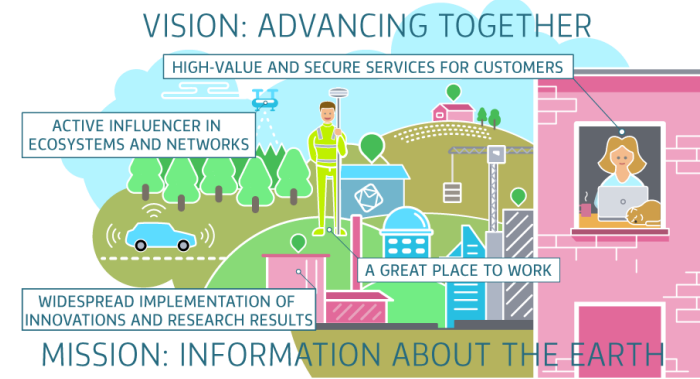 VISION: ADVANCING TOGETHER
HIGH-VALUE AND SECURE SERVICES FOR CUSTOMERS
ACTIVE INFLUENCER IN
ECOSYSTEMS AND NETWORKS
A GREAT PLACE TO WORK
WIDESPREAD IMPLEMENTATION OF
INNOVATIONS AND RESEARCH RESULTS
MISSION: INFORMATION ABOUT THE EARTH